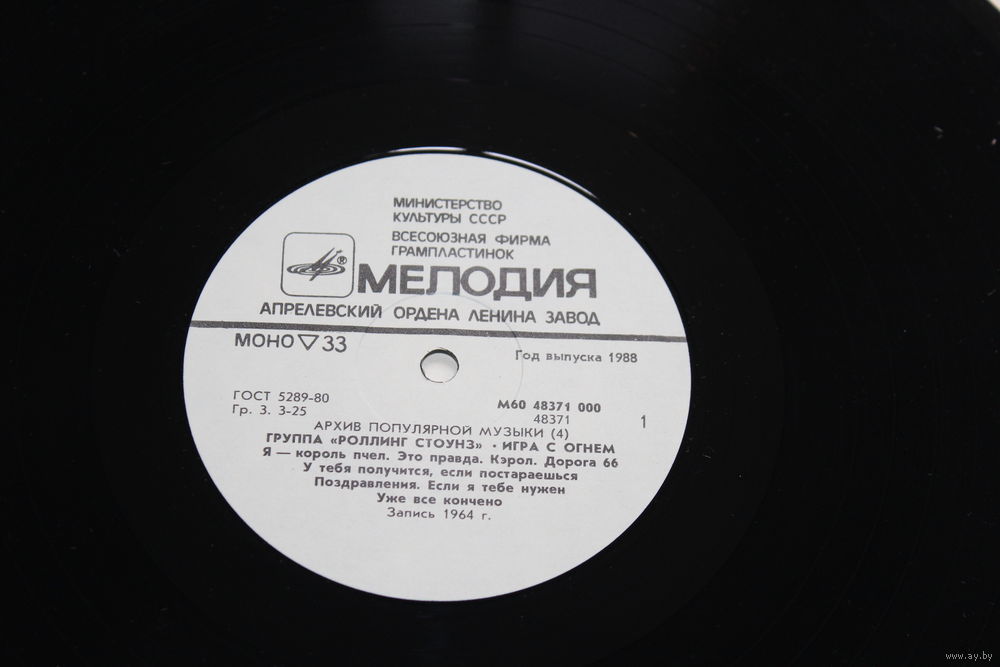 МИНИСТЕРСТВО
КУЛЬТУРЫ СССР
ВСЕСОЮЗНАЯ ФИРМА
ГРАМПЛАСТИНОК
®
МЕЛОДИЯ
АПРЕЛЕВСКИЙ ОРДЕНА ЛЕНИНА ЗАВОД
МОНО ▽ 33
Год выпуска 1988
ГОСТ 5289-80
Гр. 3. 3-25
М60 48371 000
48371
1
АРХИВ ПОПУЛЯРНОЙ МУЗЫКИ (4)
ГРУППА «РОЛЛИНГ СТОУНЗ» · ИГРА С ОГНЕМ
Я — король пчел. Это правда. Кэрол. Дорога 66
У тебя получится, если постараешься
Поздравления. Если я тебе нужен
Уже все кончено
Запись 1964 г.
www.ay.by